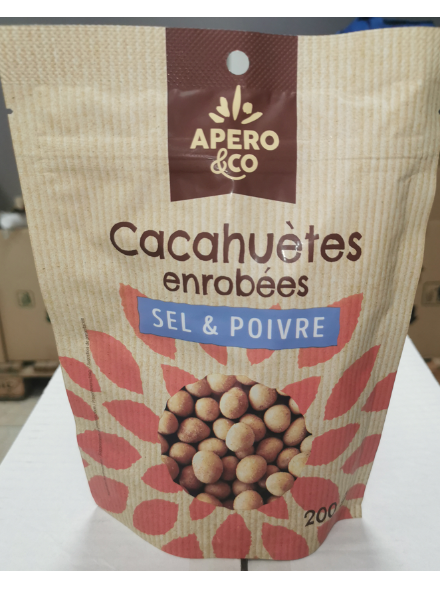 APERO
&CO
Cacahuètes
enrobées
SEL & POIVRE
200